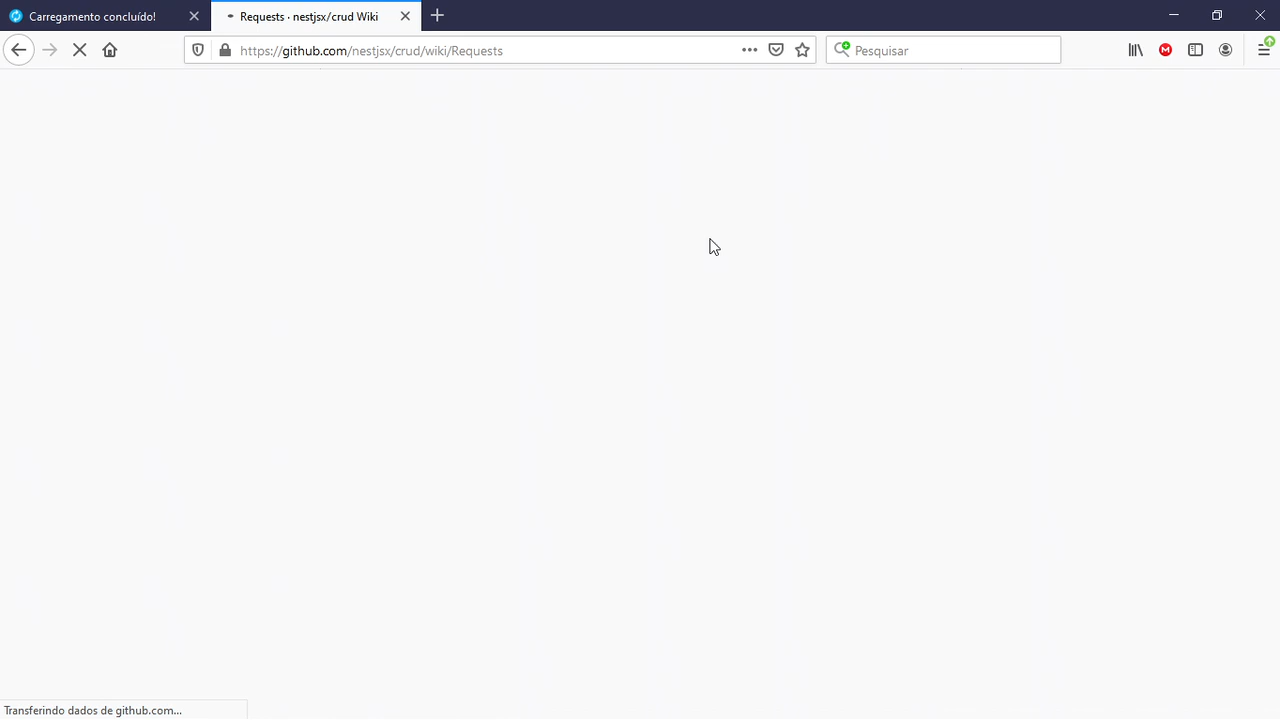 Carregamento concluído!
Requests · nestjsx/crud Wiki
https://github.com/nestjsx/crud/wiki/Requests
Pesquisar
Transferindo dados de github.com...